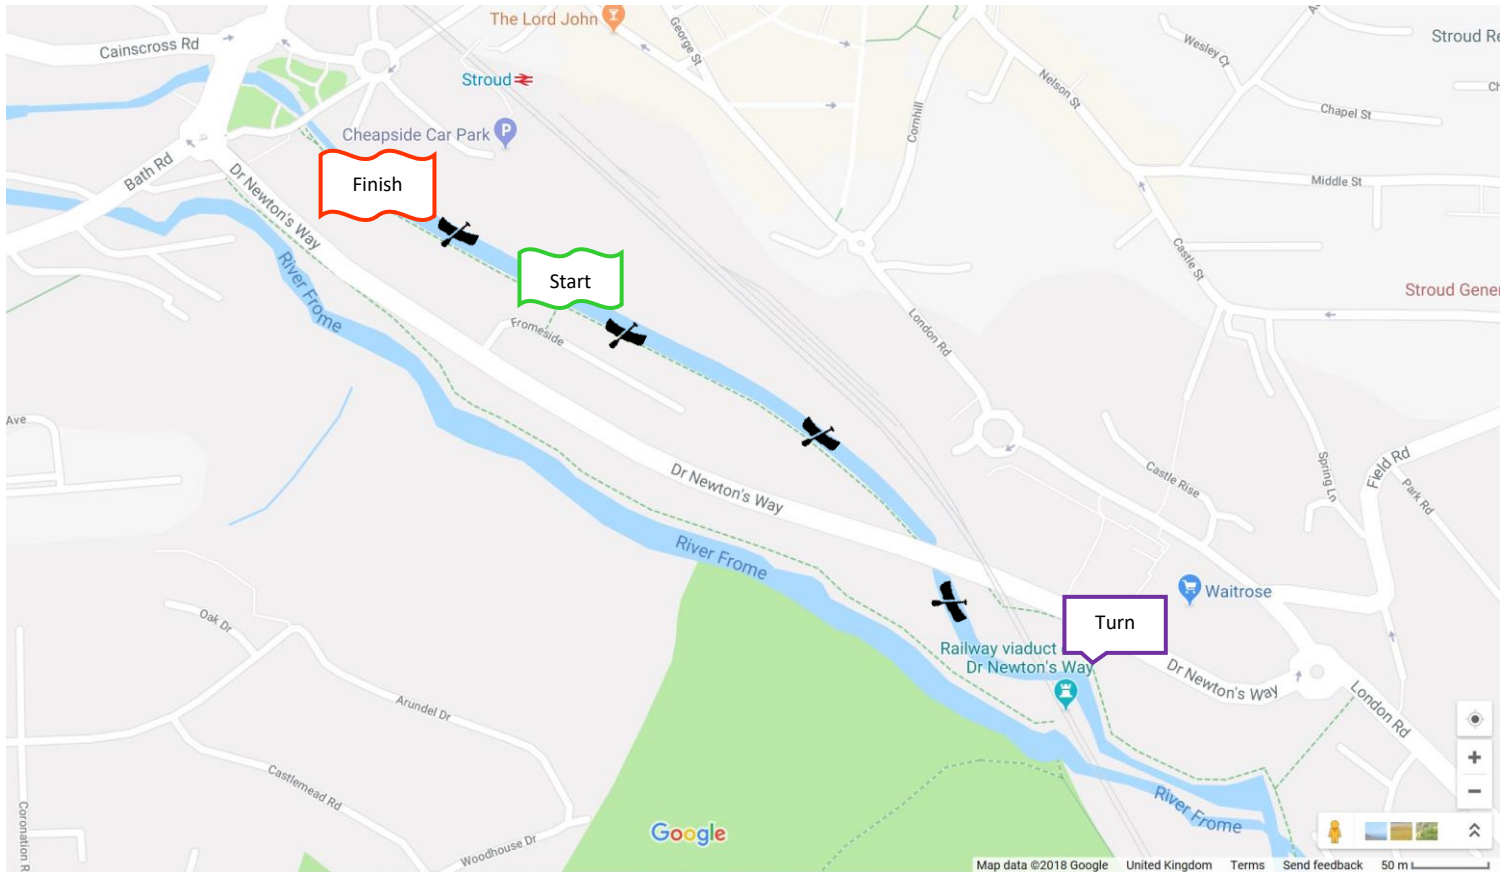 The Lord John
Cainscross Rd
George St
Wesley Ct
Stroud Re
Stroud
Nelson St
Chapel St
Cornhill
Cheapside Car Park
P
Bath Rd
Dr Newton's Way
Finish
Middle St
Castle St
River Frome
Start
Stroud Gener
Fromeside
London Rd
Ave
Dr Newton's Way
Castle Rise
Spring Ln
Field Rd
Park Rd
River Frome
Waitrose
Oak Dr
Turn
Railway viaduct
Dr Newton's Way
Dr Newton's Way
London Rd
Arundel Dr
Castlemead Rd
Coronation R
River Frome
Google
Woodhouse Dr
Map data ©2018 Google United Kingdom Terms Send feedback 50 m